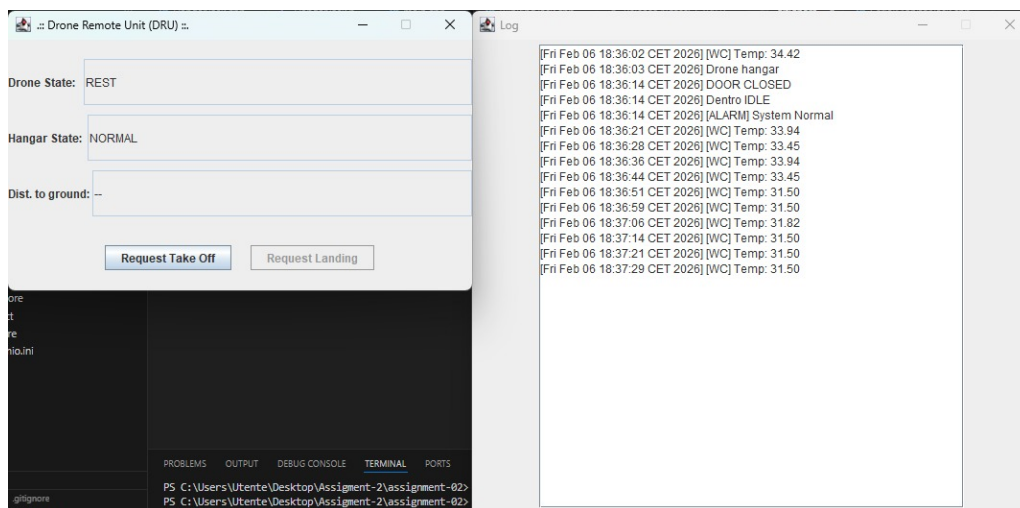 .:: Drone Remote Unit (DRU) ::.
Drone State: REST
Hangar State: NORMAL
Dist. to ground: --
Request Take Off Request Landing
ore
ct
re
nio.ini
PROBLEMS OUTPUT DEBUG CONSOLE TERMINAL PORTS
PS C:\Users\Utente\Desktop\Assigment-2\assignment-02>
.gitignore
PS C:\Users\Utente\Desktop\Assigment-2\assignment-02>
Log
[Fri Feb 06 18:36:02 CET 2026] [WC] Temp: 34.42
[Fri Feb 06 18:36:03 CET 2026] Drone hangar
[Fri Feb 06 18:36:14 CET 2026] DOOR CLOSED
[Fri Feb 06 18:36:14 CET 2026] Dentro IDLE
[Fri Feb 06 18:36:14 CET 2026] [ALARM] System Normal
[Fri Feb 06 18:36:21 CET 2026] [WC] Temp: 33.94
[Fri Feb 06 18:36:28 CET 2026] [WC] Temp: 33.45
[Fri Feb 06 18:36:36 CET 2026] [WC] Temp: 33.94
[Fri Feb 06 18:36:44 CET 2026] [WC] Temp: 33.45
[Fri Feb 06 18:36:51 CET 2026] [WC] Temp: 31.50
[Fri Feb 06 18:36:59 CET 2026] [WC] Temp: 31.50
[Fri Feb 06 18:37:06 CET 2026] [WC] Temp: 31.82
[Fri Feb 06 18:37:14 CET 2026] [WC] Temp: 31.50
[Fri Feb 06 18:37:21 CET 2026] [WC] Temp: 31.50
[Fri Feb 06 18:37:29 CET 2026] [WC] Temp: 31.50